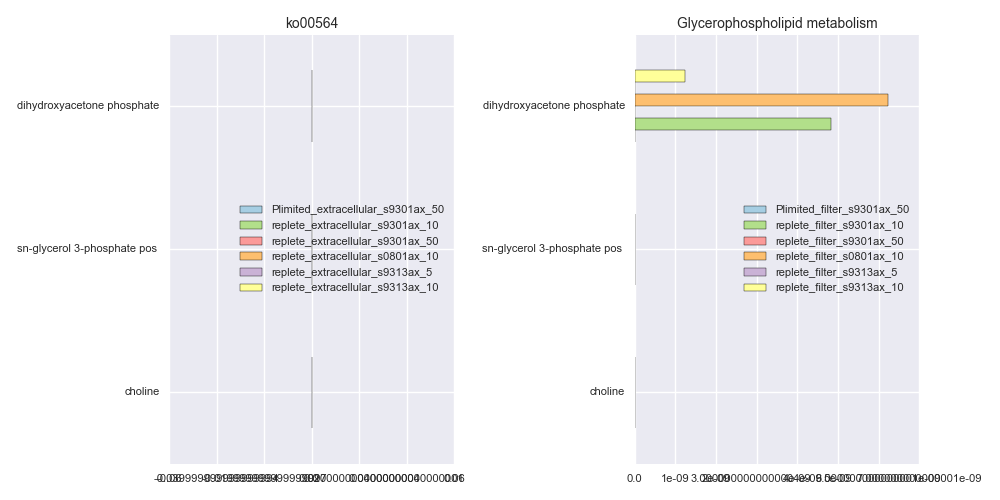 ko00564
Glycerophospholipid metabolism
dihydroxyacetone phosphate
sn-glycerol 3-phosphate pos
choline
Plimited_extracellular_s9301ax_50
replete_extracellular_s9301ax_10
replete_extracellular_s9301ax_50
replete_extracellular_s0801ax_10
replete_extracellular_s9313ax_5
replete_extracellular_s9313ax_10
dihydroxyacetone phosphate
sn-glycerol 3-phosphate pos
choline
Plimited_filter_s9301ax_50
replete_filter_s9301ax_10
replete_filter_s9301ax_50
replete_filter_s0801ax_10
replete_filter_s9313ax_5
replete_filter_s9313ax_10
0.0 1e-09